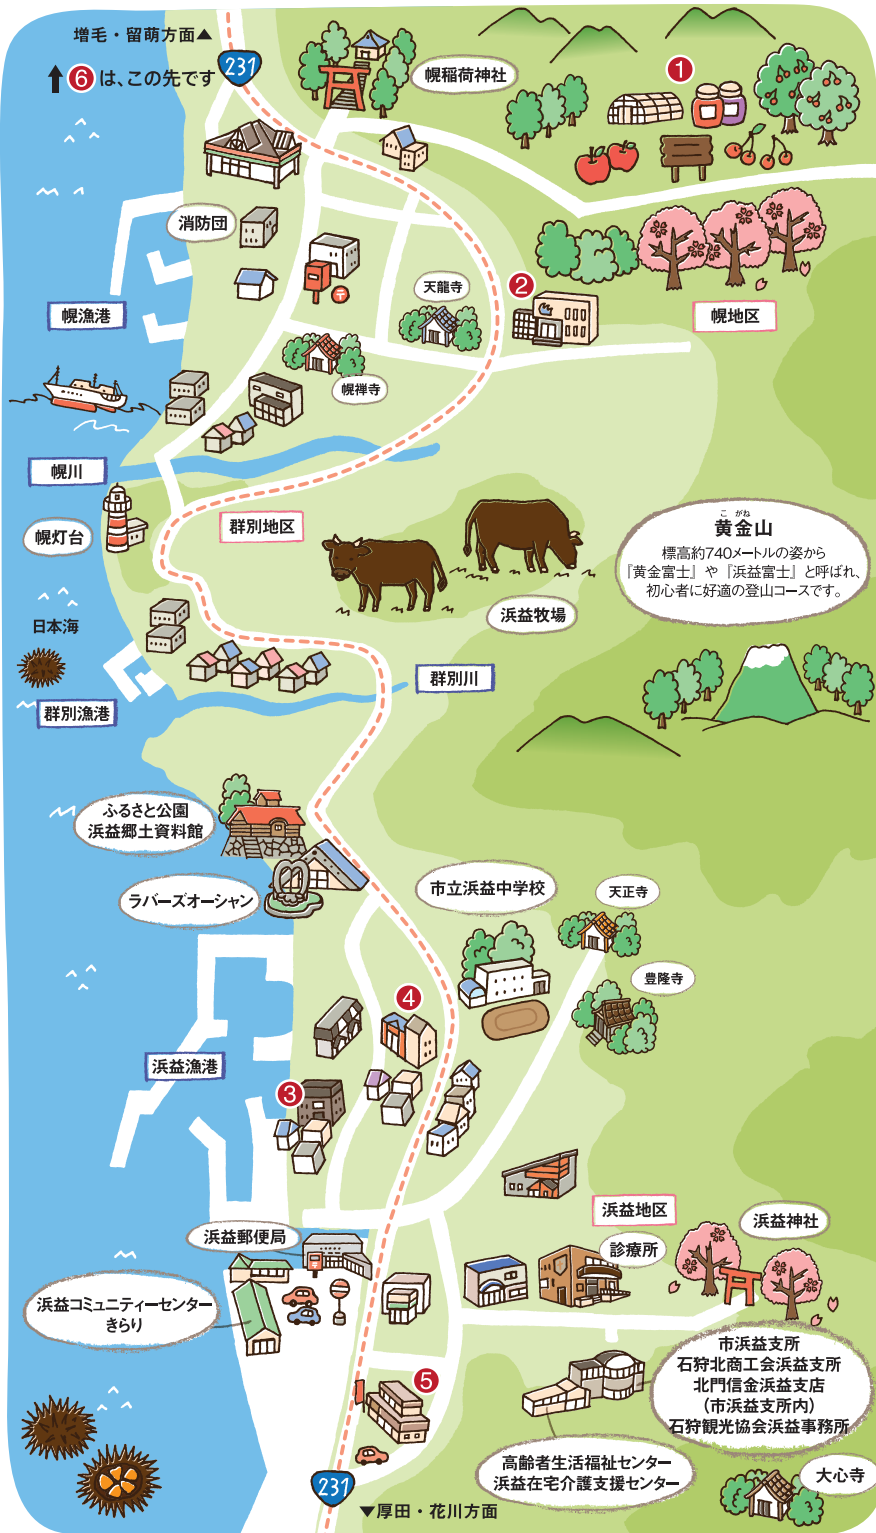 増毛・留萌方面▲
⬆❻は、この先です
231
幌稲荷神社
❶
消防団
天龍寺
❷
幌漁港
幌地区
〒
幌禅寺
幌川
幌灯台
群別地区
こがね
黄金山
標高約740メートルの姿から
『黄金富士』や『浜益富士』と呼ばれ、
初心者に好適の登山コースです。
浜益牧場
日本海
群別川
群別漁港
ふるさと公園
浜益郷土資料館
ラバーズオーシャン
市立浜益中学校
天正寺
豊隆寺
❹
浜益漁港
❸
浜益地区
浜益神社
浜益郵便局
診療所
浜益コミュニティーセンター
きらり
市浜益支所
石狩北商工会浜益支所
北門信金浜益支店
（市浜益支所内）
石狩観光協会浜益事務所
❺
高齢者生活福祉センター
浜益在宅介護支援センター
大心寺
231
▼厚田・花川方面